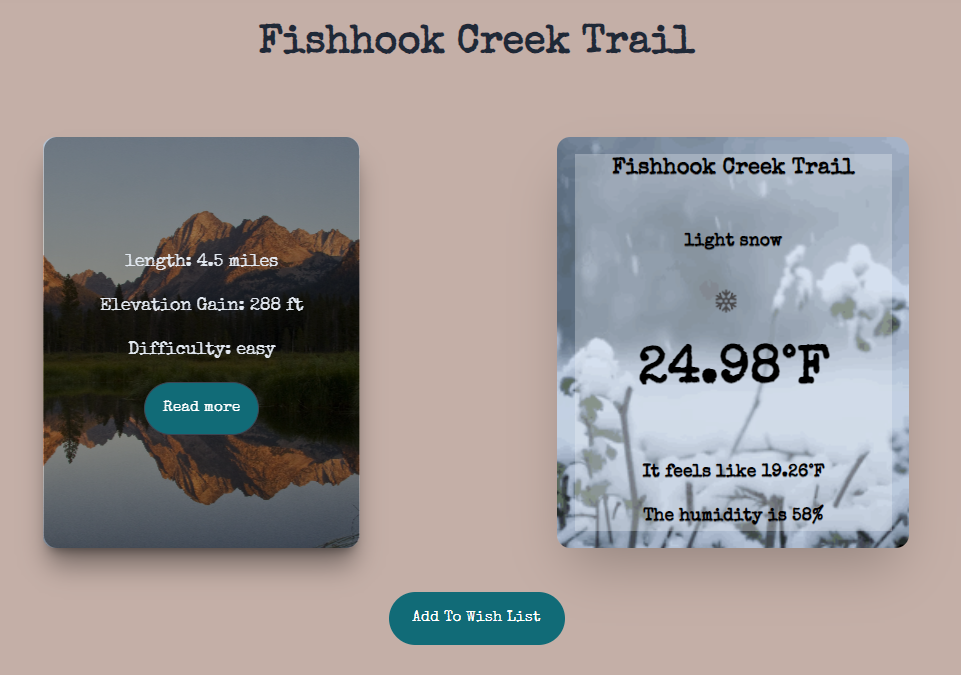 Fishhook Creek Trail
length: 4.5 miles
Elevation Gain: 288 ft
Difficulty: easy
Read more
Fishhook Creek Trail
light snow
24.98°F
It feels like 19.26°F
The humidity is 58%
Add To Wish List